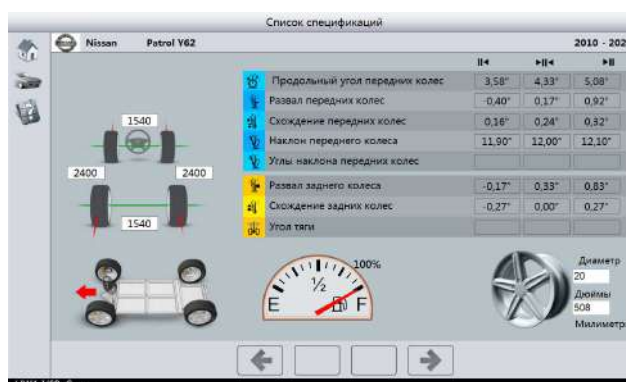 Список спецификаций
Nissan Patrol Y62 2010 - 202
Продольный угол передних колес 3,58° 4,33° 5,08°
Развал передних колес -0,40° 0,17° 0,92°
Схождение передних колес 0,16° 0,24° 0,32°
Наклон переднего колеса 11,90° 12,00° 12,10°
Углы наклона передних колес
Развал заднего колеса -0,17° 0,33° 0,83°
Схождение задних колес -0,27° 0,00° 0,27°
Угол тяги
1540
2400 2400
1540
100%
1/2
E F
Диаметр
20
Дюймы
508
Милиметр